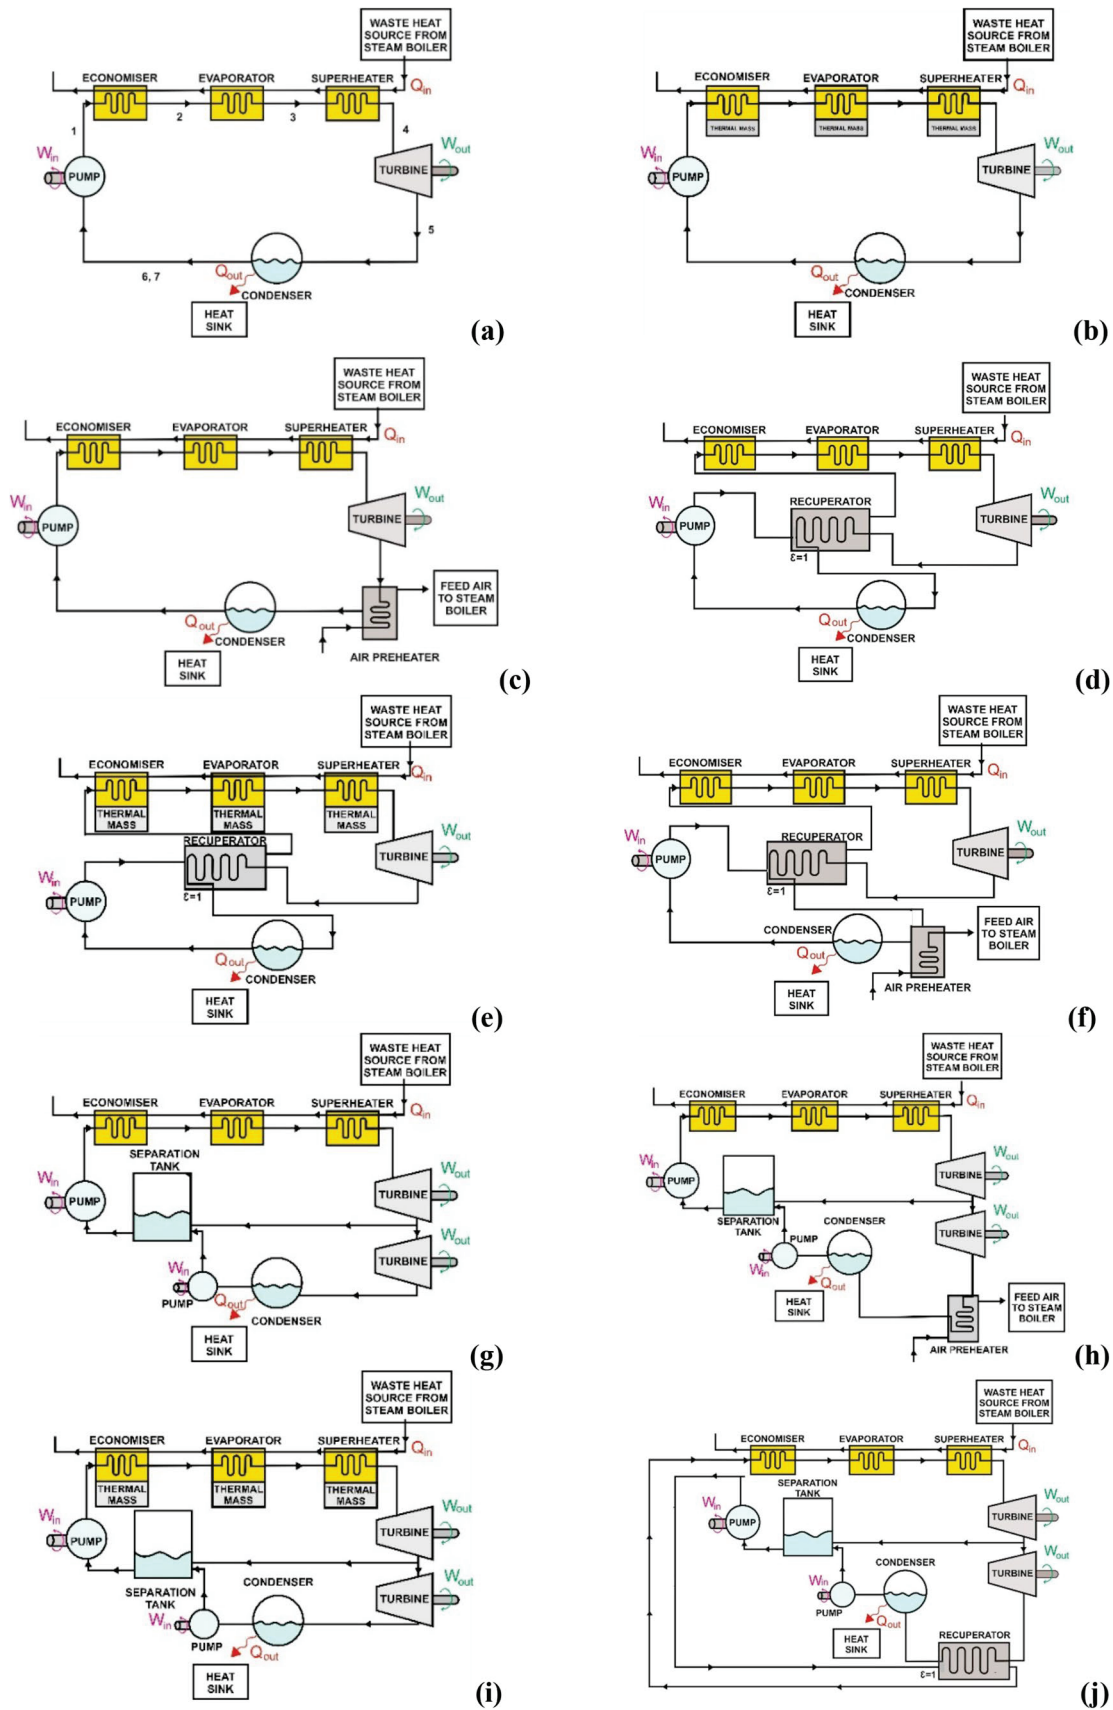 WASTE HEAT
SOURCE FROM
STEAM BOILER
ECONOMISER
EVAPORATOR
SUPERHEATER
Qin
1
2
3
4
Win
PUMP
TURBINE
Wout
5
6, 7
Qout
CONDENSER
HEAT
SINK
(a)
WASTE HEAT
SOURCE FROM
STEAM BOILER
ECONOMISER
EVAPORATOR
SUPERHEATER
Qin
THERMAL MASS
THERMAL MASS
THERMAL MASS
Win
PUMP
TURBINE
Wout
Qout
CONDENSER
HEAT
SINK
(b)
WASTE HEAT
SOURCE FROM
STEAM BOILER
ECONOMISER
EVAPORATOR
SUPERHEATER
Qin
Win
PUMP
TURBINE
Wout
FEED AIR
TO STEAM
BOILER
Qout
CONDENSER
HEAT
SINK
AIR PREHEATER
(c)
WASTE HEAT
SOURCE FROM
STEAM BOILER
ECONOMISER
EVAPORATOR
SUPERHEATER
Qin
Win
PUMP
RECUPERATOR
ε=1
TURBINE
Wout
Qout
CONDENSER
HEAT
SINK
(d)
WASTE HEAT
SOURCE FROM
STEAM BOILER
ECONOMISER
EVAPORATOR
SUPERHEATER
Qin
THERMAL
MASS
THERMAL
MASS
THERMAL
MASS
RECUPERATOR
ε=1
Win
PUMP
TURBINE
Wout
Qout
CONDENSER
HEAT
SINK
(e)
WASTE HEAT
SOURCE FROM
STEAM BOILER
ECONOMISER
EVAPORATOR
SUPERHEATER
Qin
Win
PUMP
RECUPERATOR
ε=1
TURBINE
Wout
CONDENSER
Qout
FEED AIR
TO STEAM
BOILER
HEAT
SINK
AIR PREHEATER
(f)
WASTE HEAT
SOURCE FROM
STEAM BOILER
ECONOMISER
EVAPORATOR
SUPERHEATER
Qin
SEPARATION
TANK
Win
PUMP
TURBINE
Wout
TURBINE
Wout
Win
PUMP
Qout
CONDENSER
HEAT
SINK
(g)
WASTE HEAT
SOURCE FROM
STEAM BOILER
ECONOMISER
EVAPORATOR
SUPERHEATER
Qin
Win
PUMP
TURBINE
Wout
SEPARATION
TANK
PUMP
Win
CONDENSER
TURBINE
Wout
Qout
HEAT
SINK
FEED AIR
TO STEAM
BOILER
AIR PREHEATER
(h)
WASTE HEAT
SOURCE FROM
STEAM BOILER
ECONOMISER
EVAPORATOR
SUPERHEATER
Qin
THERMAL
MASS
THERMAL
MASS
THERMAL
MASS
Win
PUMP
TURBINE
Wout
SEPARATION
TANK
CONDENSER
TURBINE
Wout
Win
PUMP
Qout
HEAT
SINK
(i)
WASTE HEAT
SOURCE FROM
STEAM BOILER
ECONOMISER
EVAPORATOR
SUPERHEATER
Qin
SEPARATION
TANK
Win
PUMP
TURBINE
Wout
CONDENSER
TURBINE
Wout
Win
PUMP
Qout
HEAT
SINK
RECUPERATOR
ε=1
(j)